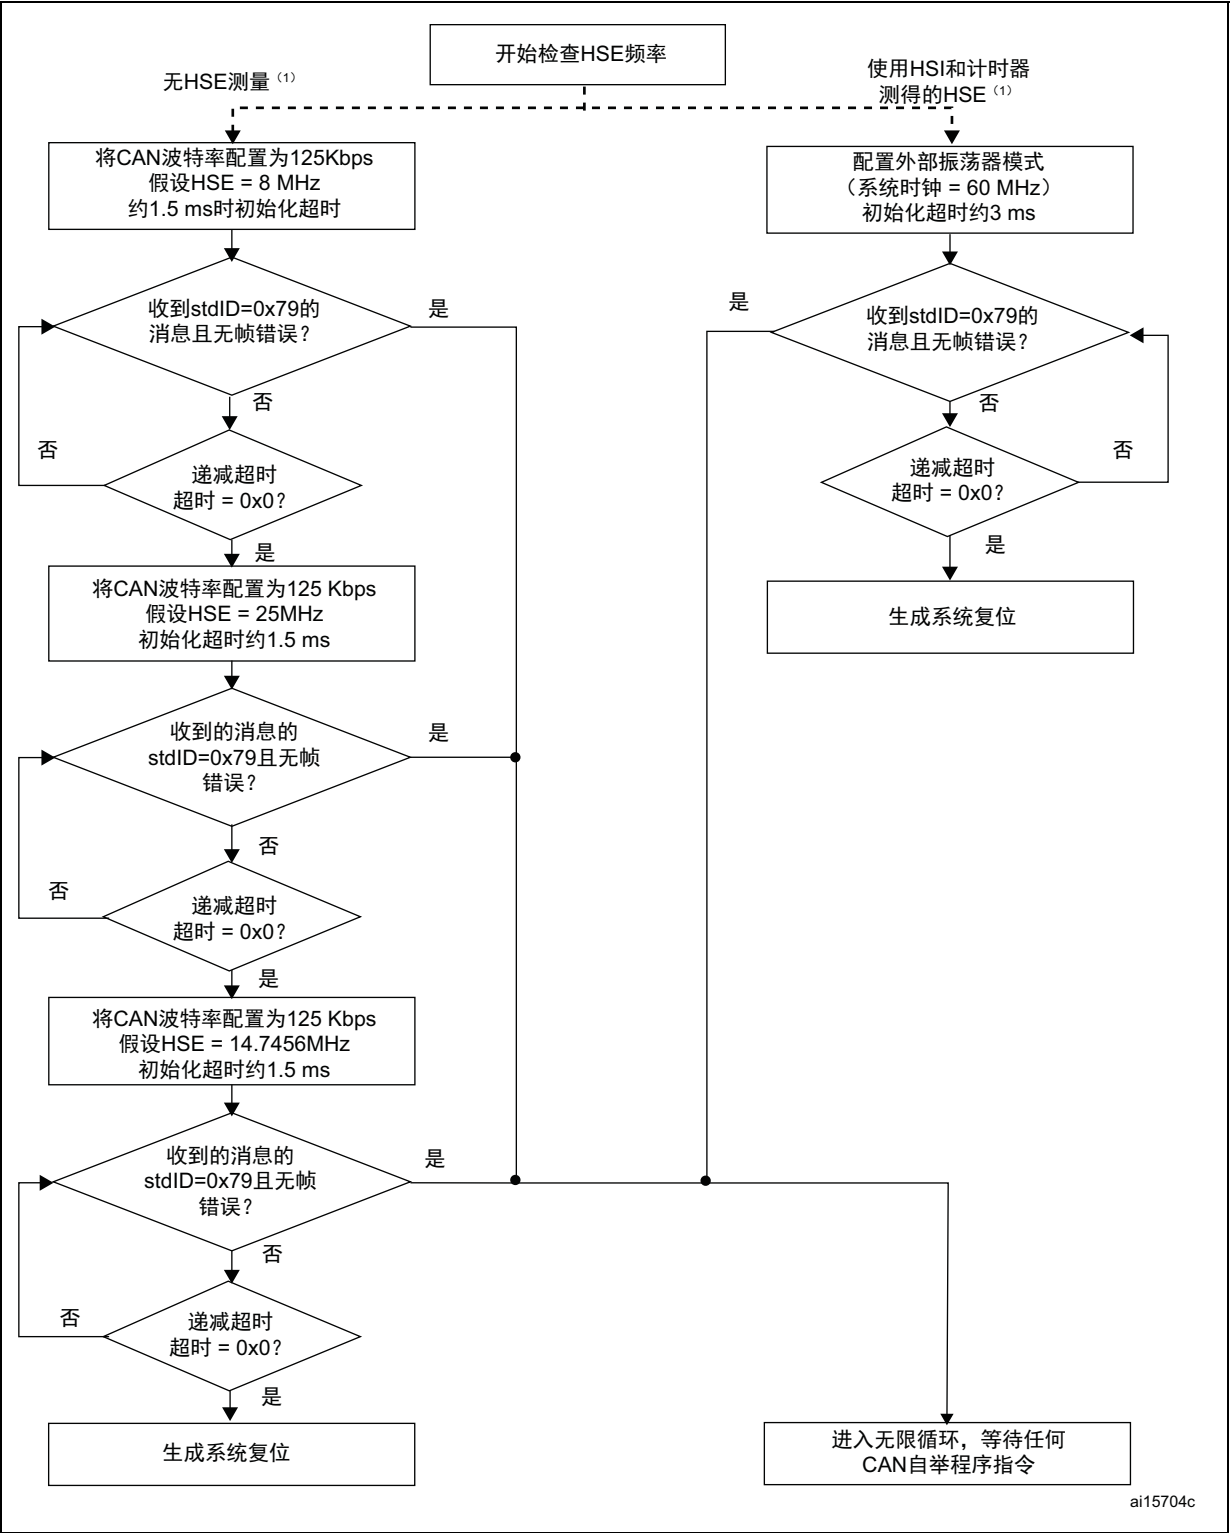 开始检查HSE频率
无HSE测量（1）
使用HSI和计时器
测得的HSE（1）
将CAN波特率配置为125Kbps
假设HSE = 8 MHz
约1.5 ms时初始化超时
配置外部振荡器模式
（系统时钟 = 60 MHz）
初始化超时约3 ms
收到stdID=0x79的
消息且无帧错误？
是
是
收到stdID=0x79的
消息且无帧错误？
否
否
否
递减超时
超时 = 0x0？
否
递减超时
超时 = 0x0？
是
是
将CAN波特率配置为125 Kbps
假设HSE = 25MHz
初始化超时约1.5 ms
生成系统复位
收到的消息的
stdID=0x79且无帧
错误？
是
否
否
递减超时
超时 = 0x0？
是
将CAN波特率配置为125 Kbps
假设HSE = 14.7456MHz
初始化超时约1.5 ms
收到的消息的
stdID=0x79且无帧
错误？
是
否
否
递减超时
超时 = 0x0？
是
生成系统复位
进入无限循环，等待任何
CAN自举程序指令
ai15704c